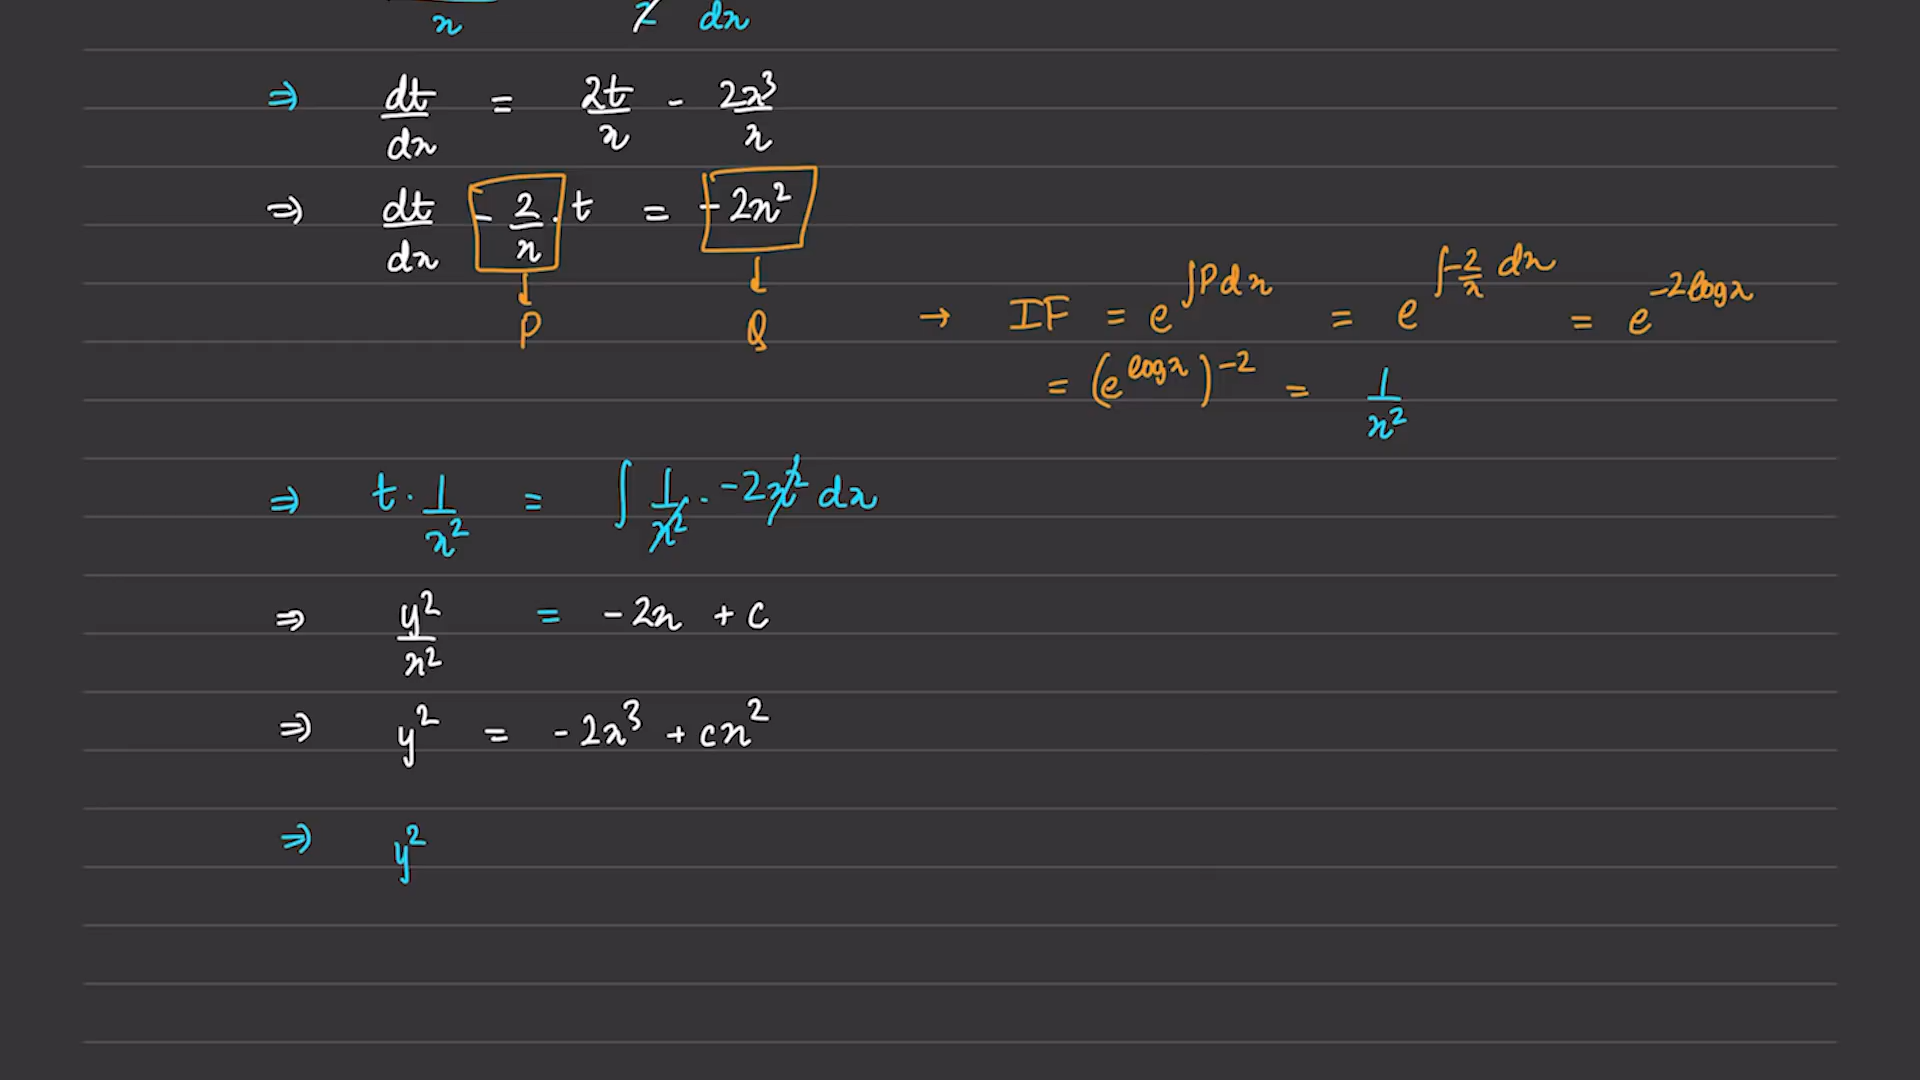 x 2 dx
⇒ dt/dx = 2t/x - 2x³/x
⇒ dt/dx - 2/x . t = - 2x²
P Q → IF = e^∫Pdx = e^∫-2/x dx = e^-2logx
= (e^logx)^-2 = 1/x²
⇒ t . 1/x² = ∫ 1/x² . -2x² dx
⇒ y²/x² = - 2x + c
⇒ y² = - 2x³ + cx²
⇒ y²